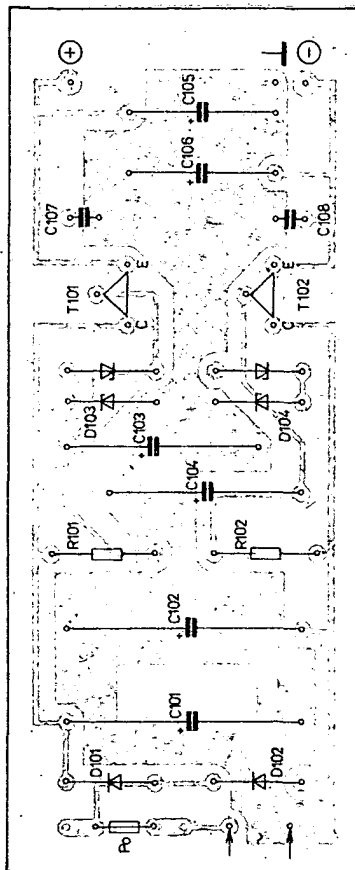 + ⊥ −
C105
C106
C107
C108
E
E
T101
T102
C
C
D103
D104
C103
C104
R101
R102
C102
C101
D101
D102
Po